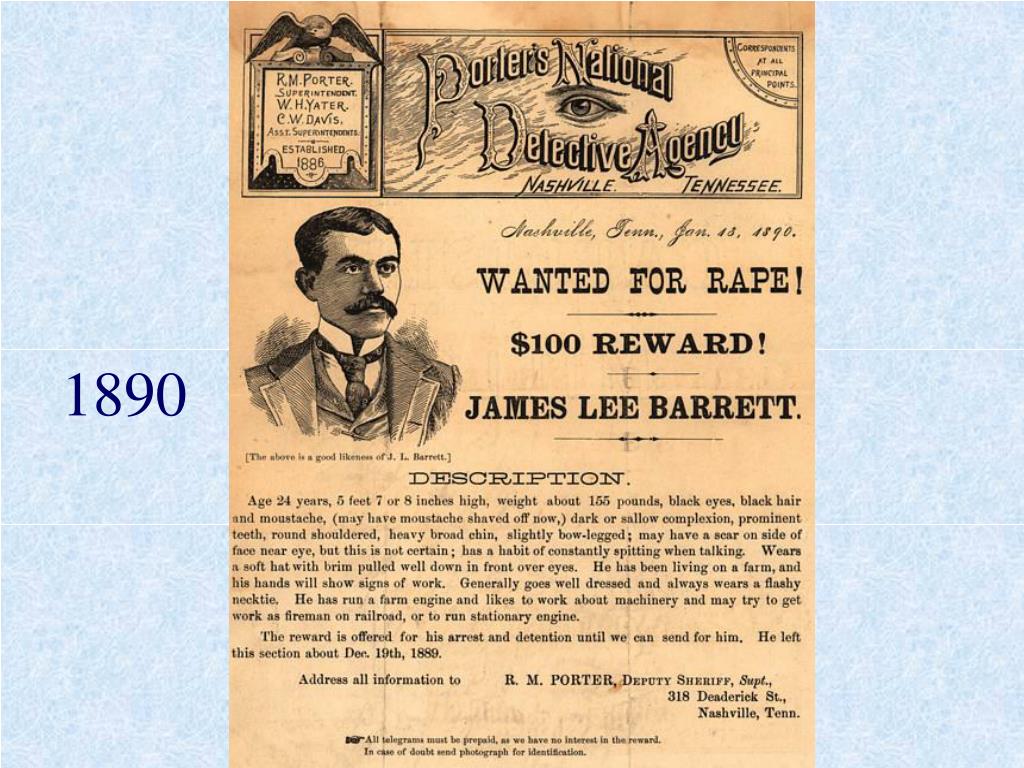 R. M. PORTER.
SUPERINTENDENT.
W. H. YATER.
C. W. DAVIS,
ASST. SUPERINTENDENTS.
ESTABLISHED
1886
Porter's National
Detective Agency
NASHVILLE. TENNESSEE.
CORRESPONDENTS
AT ALL
PRINCIPAL
POINTS.
Nashville, Tenn., Jan. 13, 1890.
WANTED FOR RAPE!
$100 REWARD!
JAMES LEE BARRETT.
1890
[The above is a good likeness of J. L. Barrett.]
DESCRIPTION.
Age 24 years, 5 feet 7 or 8 inches high, weight about 155 pounds, black eyes, black hair
and moustache, (may have moustache shaved off now,) dark or sallow complexion, prominent
teeth, round shouldered, heavy broad chin, slightly bow-legged; may have a scar on side of
face near eye, but this is not certain; has a habit of constantly spitting when talking. Wears
a soft hat with brim pulled well down in front over eyes. He has been living on a farm, and
his hands will show signs of work. Generally goes well dressed and always wears a flashy
necktie. He has run a farm engine and likes to work about machinery and may try to get
work as fireman on railroad, or to run stationary engine.
The reward is offered for his arrest and detention until we can send for him. He left
this section about Dec. 19th, 1889.
Address all information to R. M. PORTER, DEPUTY SHERIFF, Supt.,
318 Deaderick St.,
Nashville, Tenn.
All telegrams must be prepaid, as we have no interest in the reward.
In case of doubt send photograph for identification.